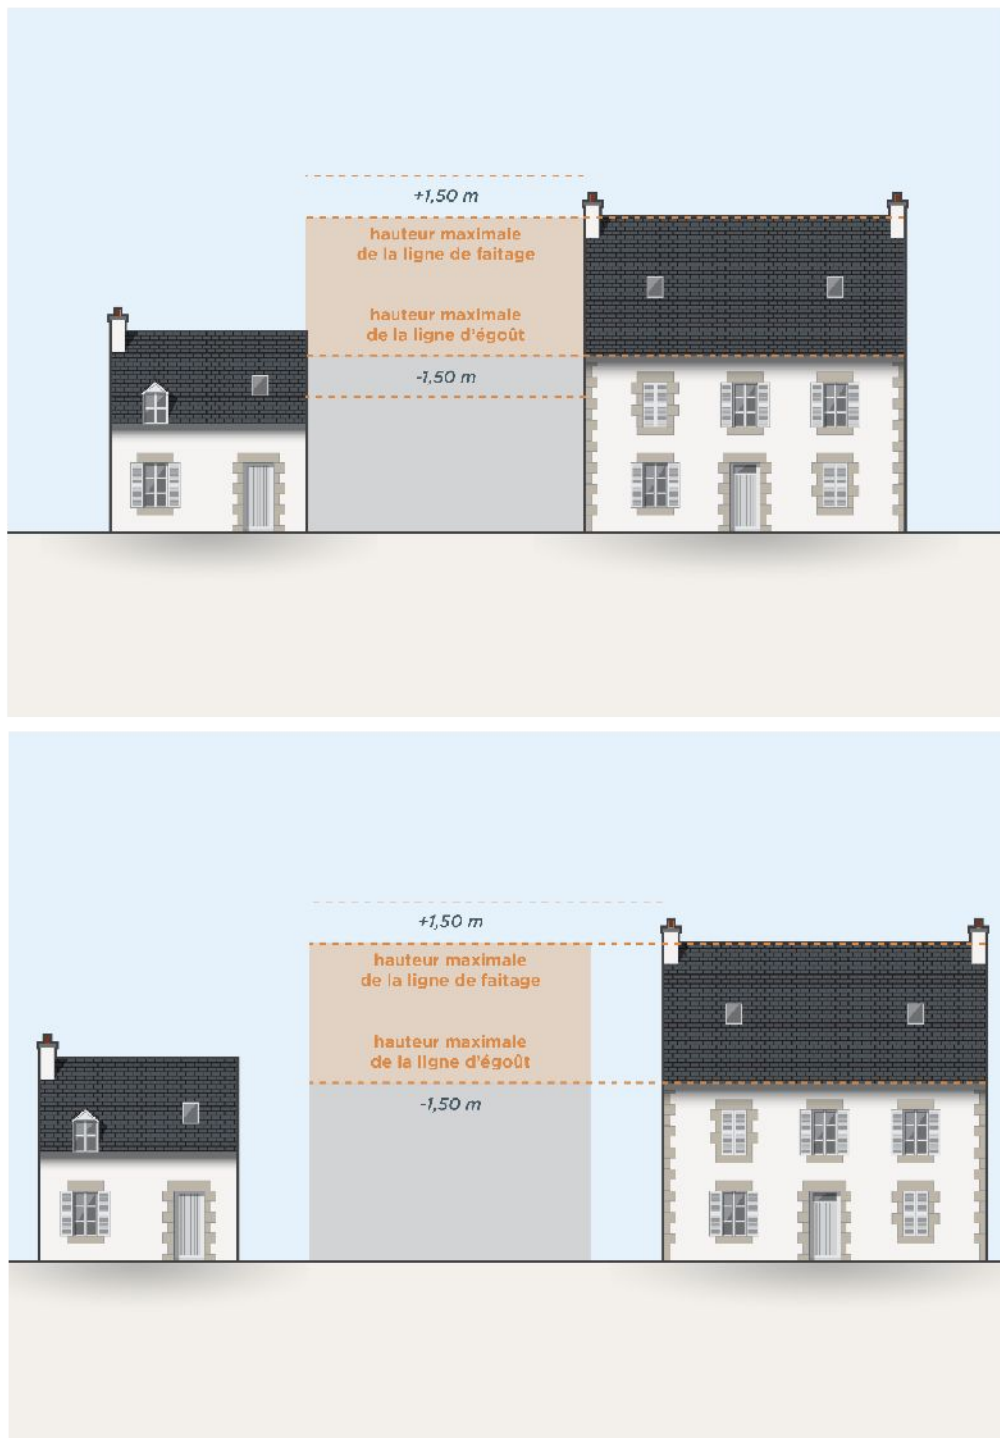 +1,50 m
hauteur maximale
de la ligne de faitage
hauteur maximale
de la ligne d'égoût
-1,50 m
+1,50 m
hauteur maximale
de la ligne de faitage
hauteur maximale
de la ligne d'égoût
-1,50 m